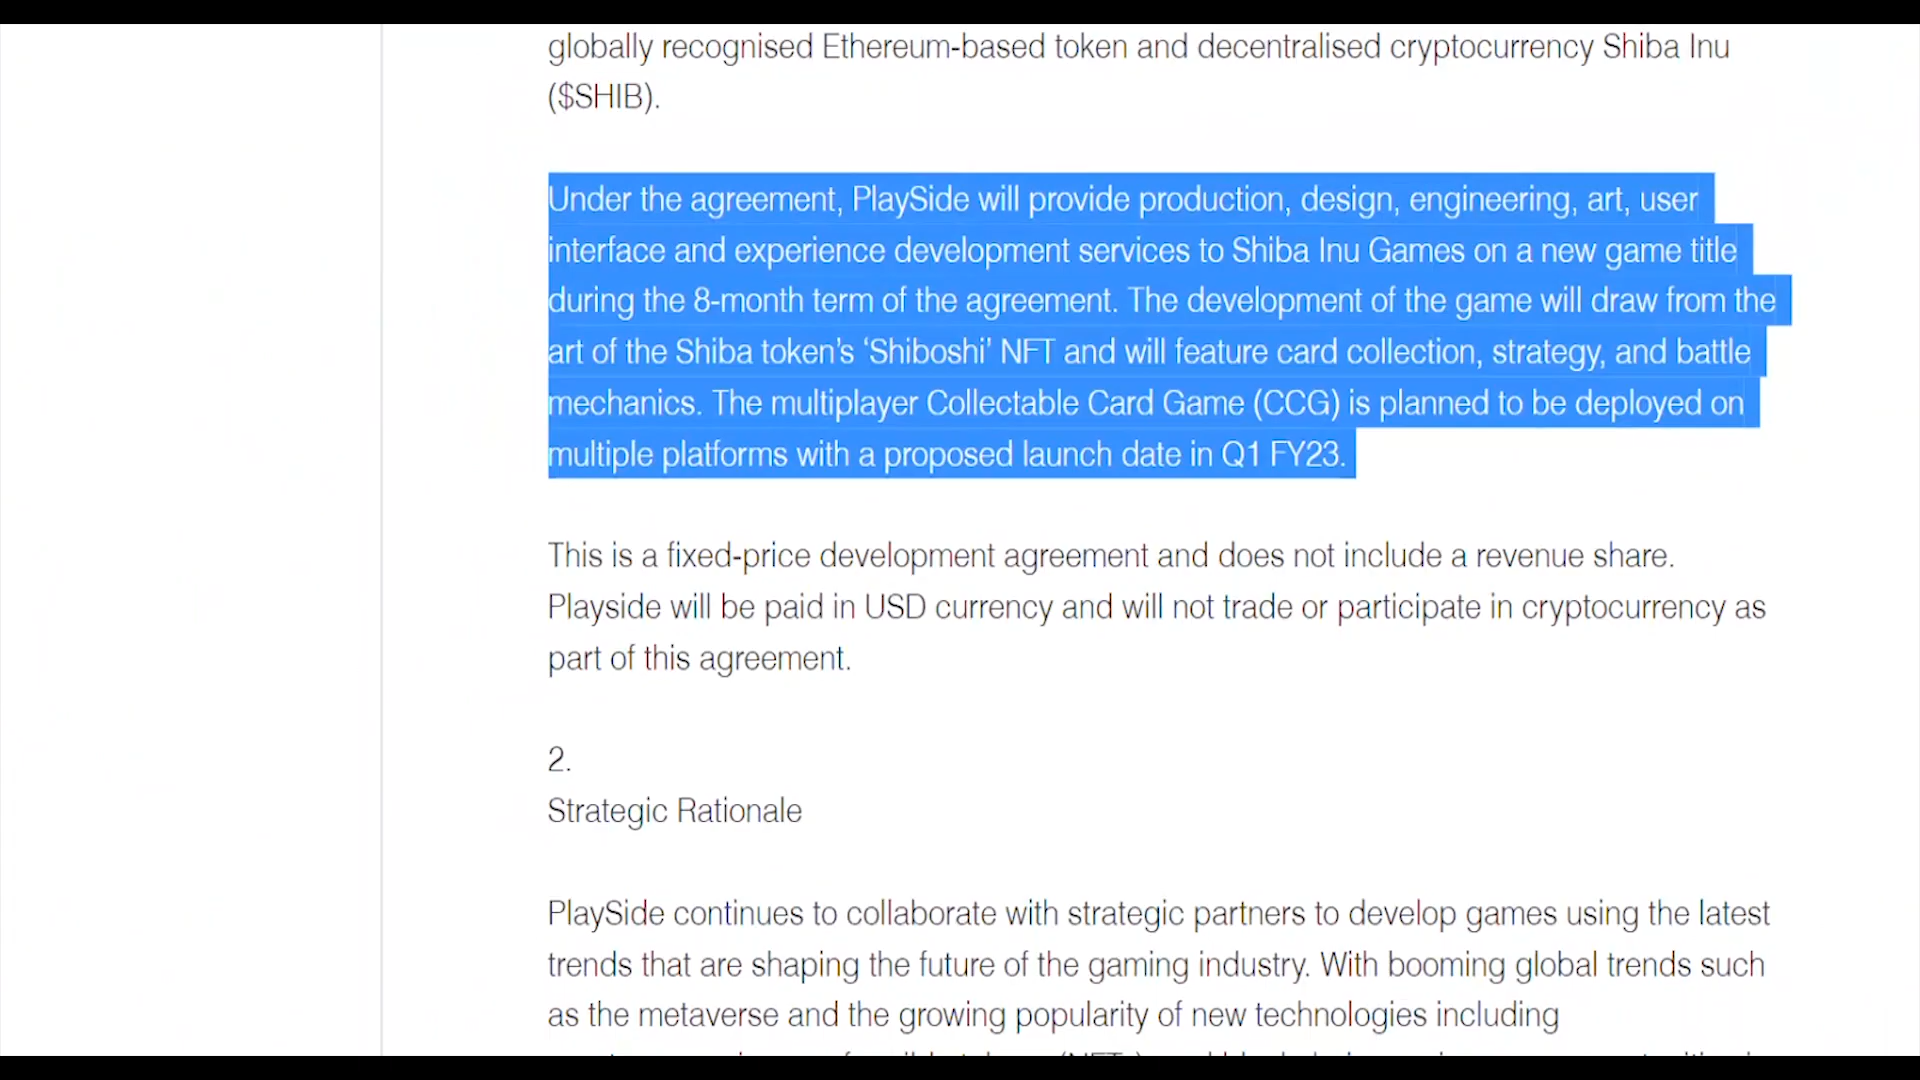 globally recognised Ethereum-based token and decentralised cryptocurrency Shiba Inu
($SHIB).
Under the agreement, PlaySide will provide production, design, engineering, art, user
interface and experience development services to Shiba Inu Games on a new game title
during the 8-month term of the agreement. The development of the game will draw from the
art of the Shiba token’s ‘Shiboshi’ NFT and will feature card collection, strategy, and battle
mechanics. The multiplayer Collectable Card Game (CCG) is planned to be deployed on
multiple platforms with a proposed launch date in Q1 FY23.
This is a fixed-price development agreement and does not include a revenue share.
Playside will be paid in USD currency and will not trade or participate in cryptocurrency as
part of this agreement.
2.
Strategic Rationale
PlaySide continues to collaborate with strategic partners to develop games using the latest
trends that are shaping the future of the gaming industry. With booming global trends such
as the metaverse and the growing popularity of new technologies including